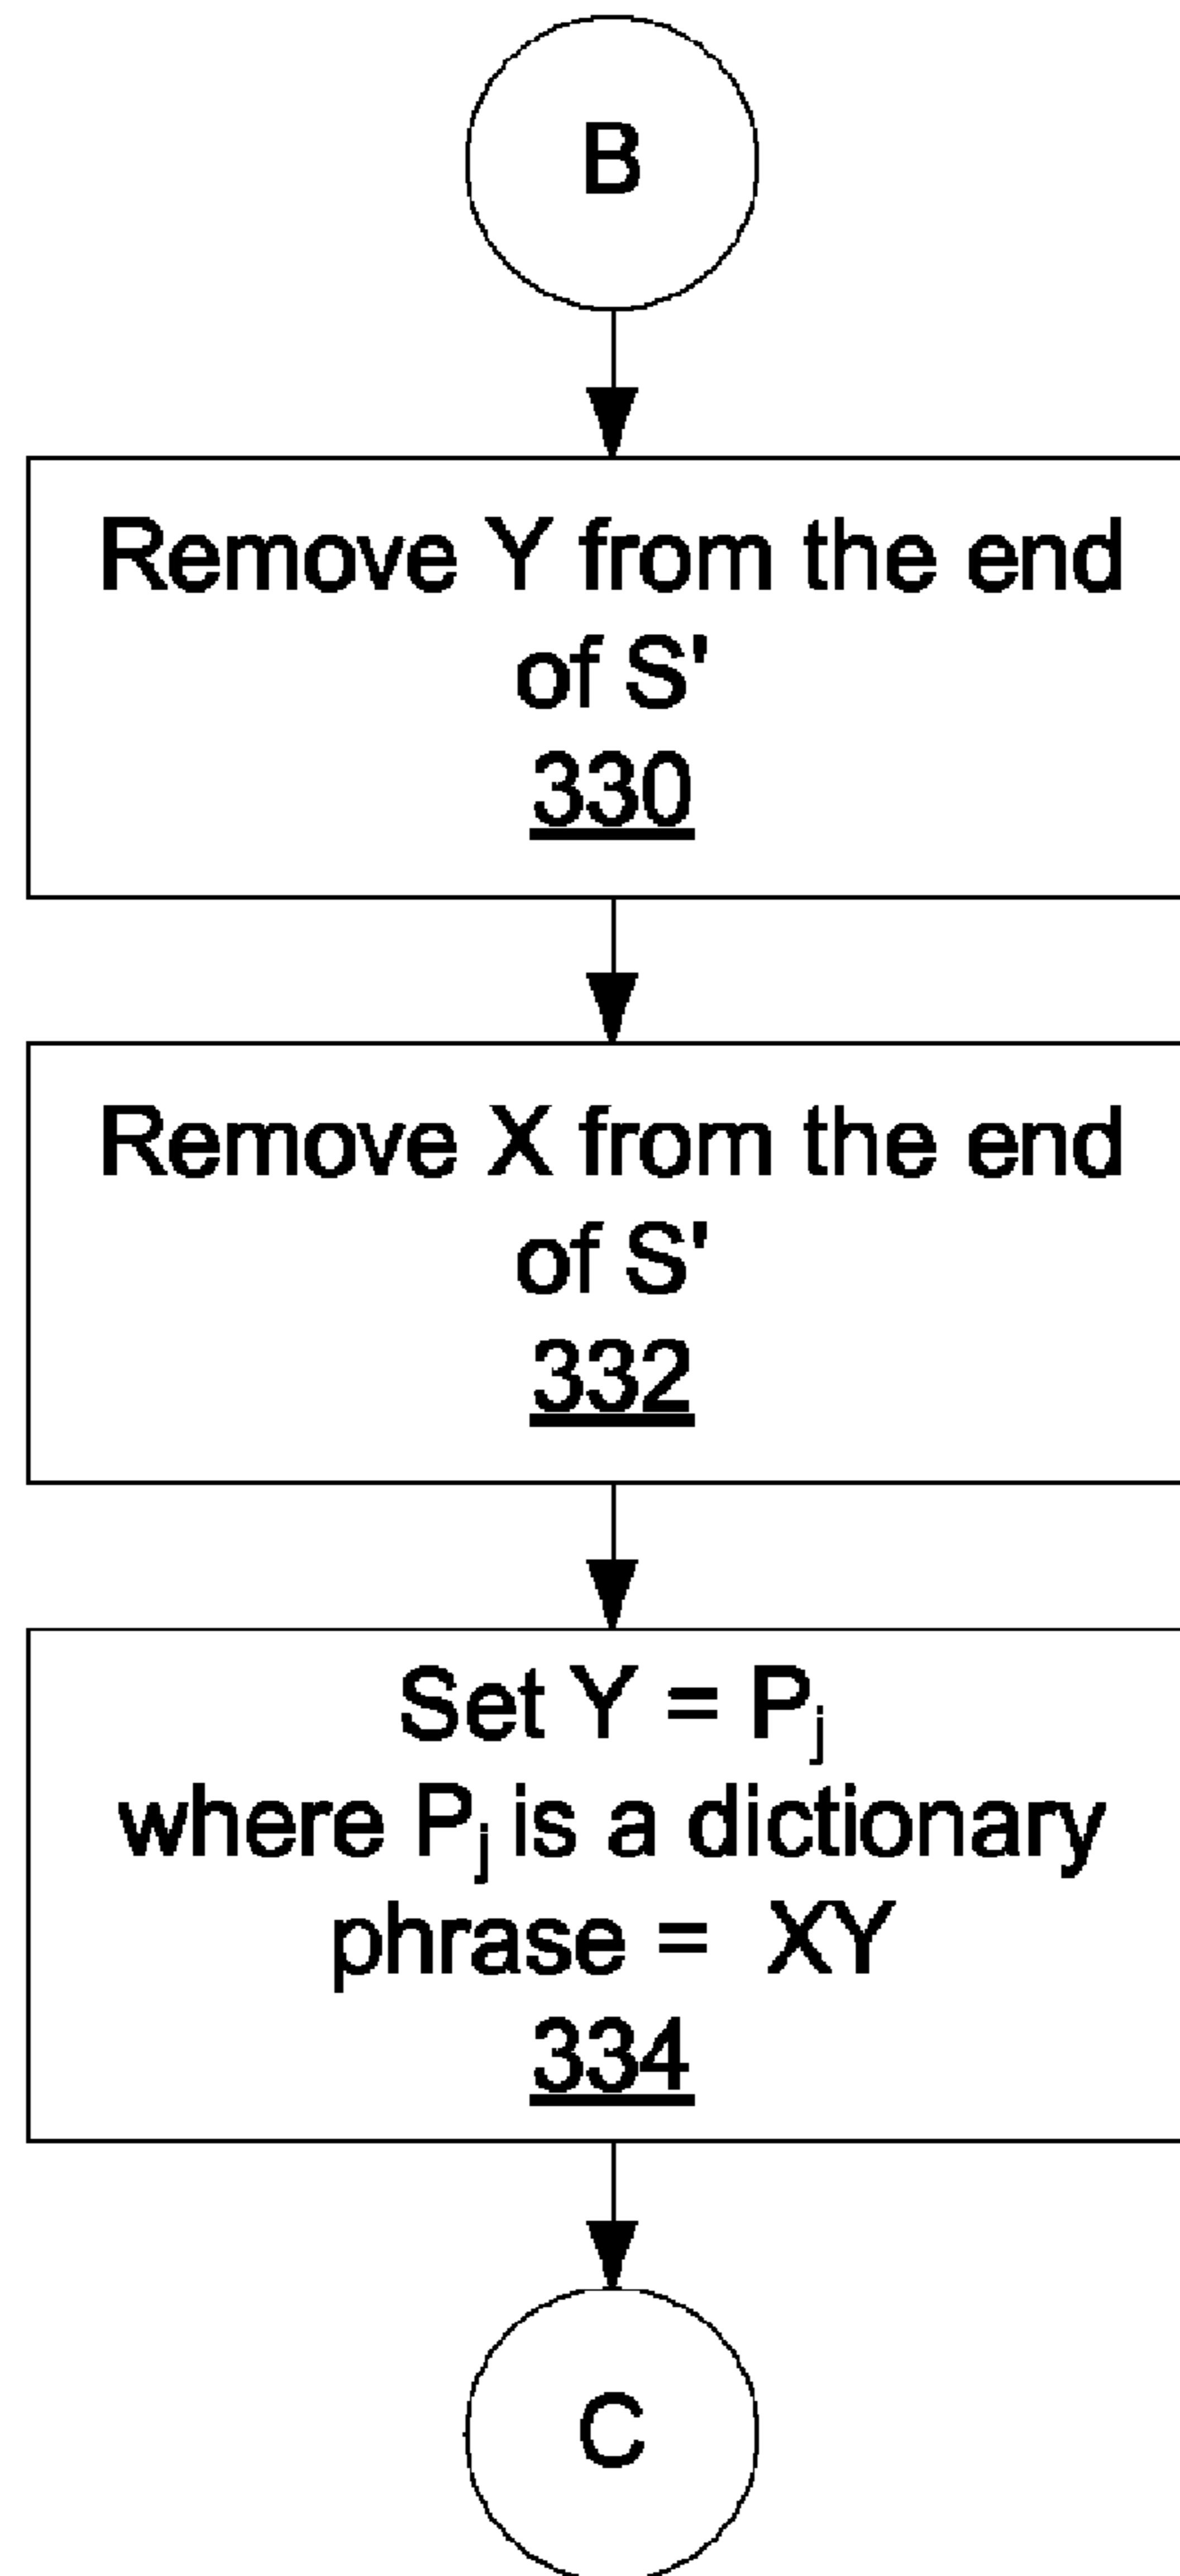 B
Remove Y from the end
of S'
330
Remove X from the end
of S'
332
Set Y = Pj
where Pj is a dictionary
phrase = XY
334
C